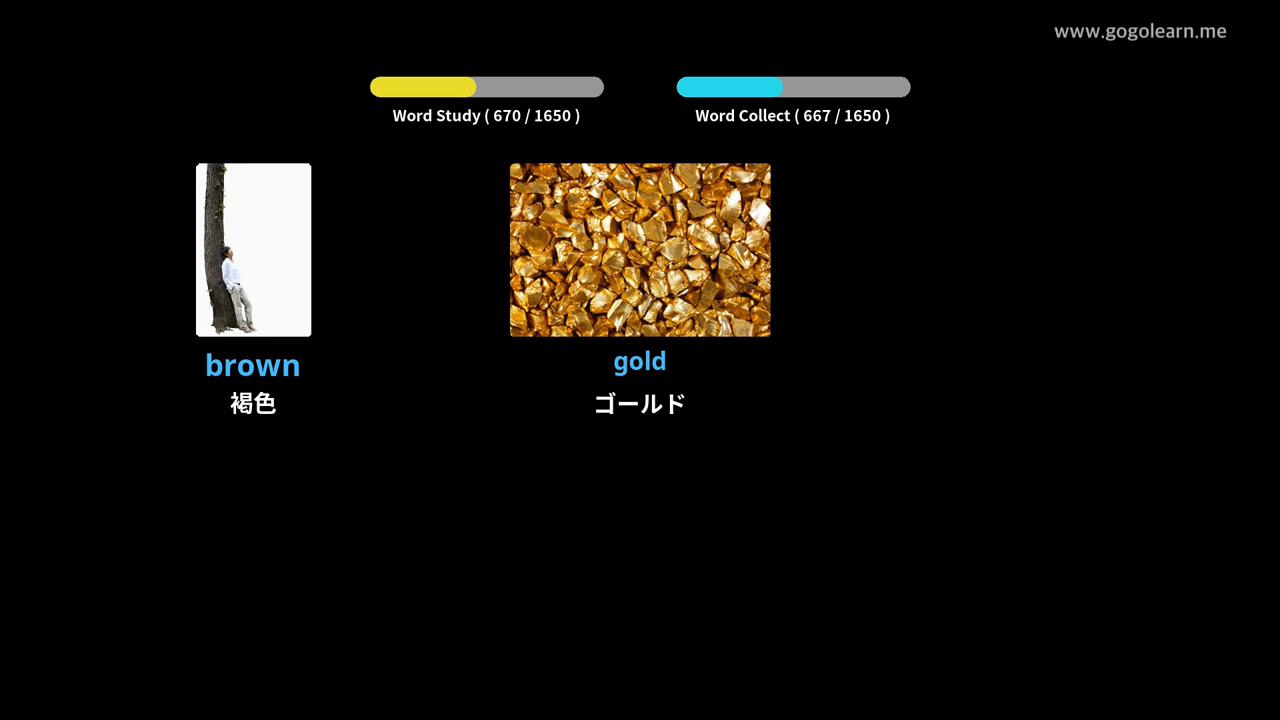 www.gogolearn.me
Word Study ( 670 / 1650 )
Word Collect ( 667 / 1650 )
brown
褐色
gold
ゴールド